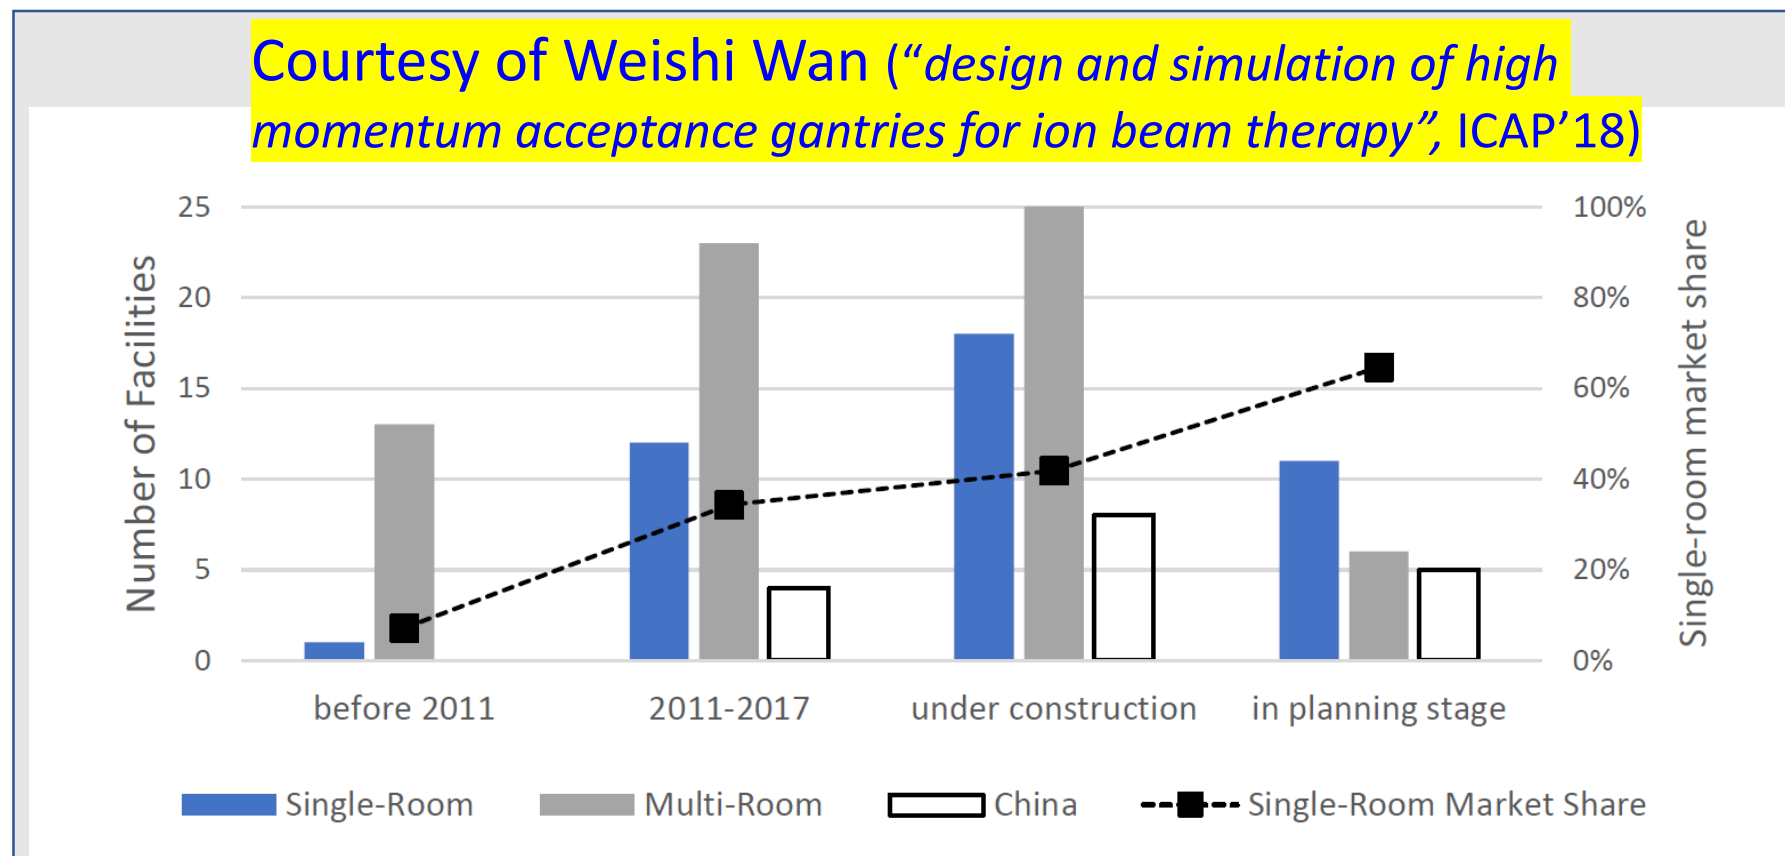 Courtesy of Weishi Wan (“design and simulation of high
momentum acceptance gantries for ion beam therapy”, ICAP’18)
25
20
15
10
5
0
Number of Facilities
100%
80%
60%
40%
20%
0%
Single-room market share
before 2011
2011-2017
under construction
in planning stage
Single-Room
Multi-Room
China
Single-Room Market Share